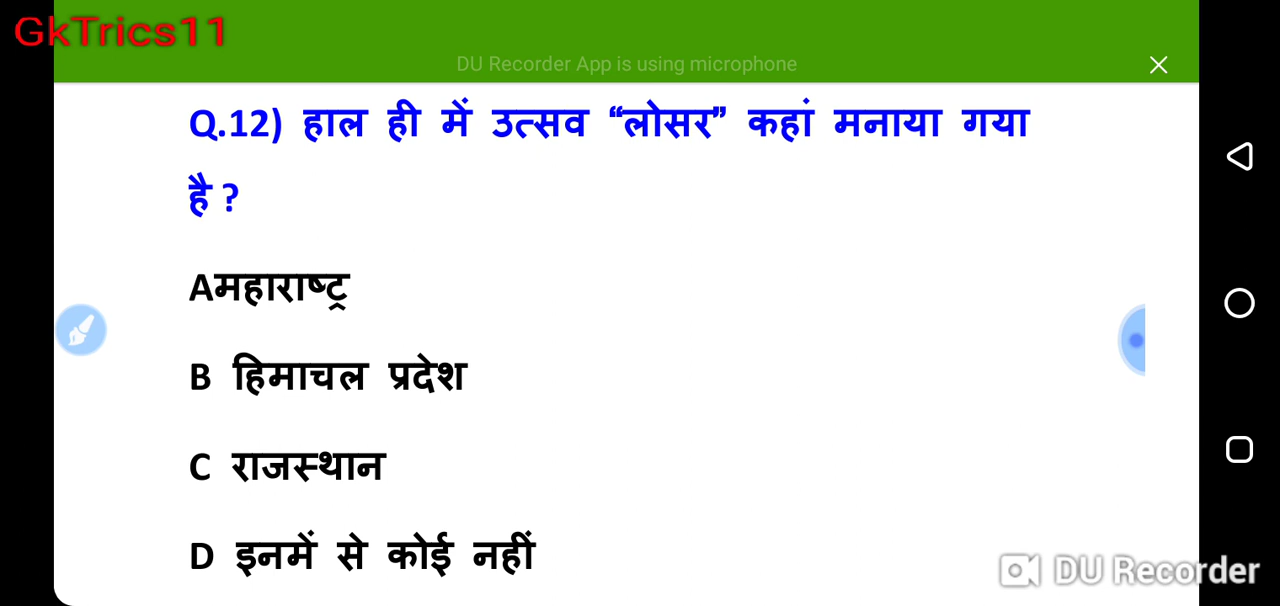 GkTrics11
DU Recorder App is using microphone
Q.12) हाल ही में उत्सव “लोसर” कहां मनाया गया
है ?
Aमहाराष्ट्र
B हिमाचल प्रदेश
C राजस्थान
D इनमें से कोई नहीं
DU Recorder